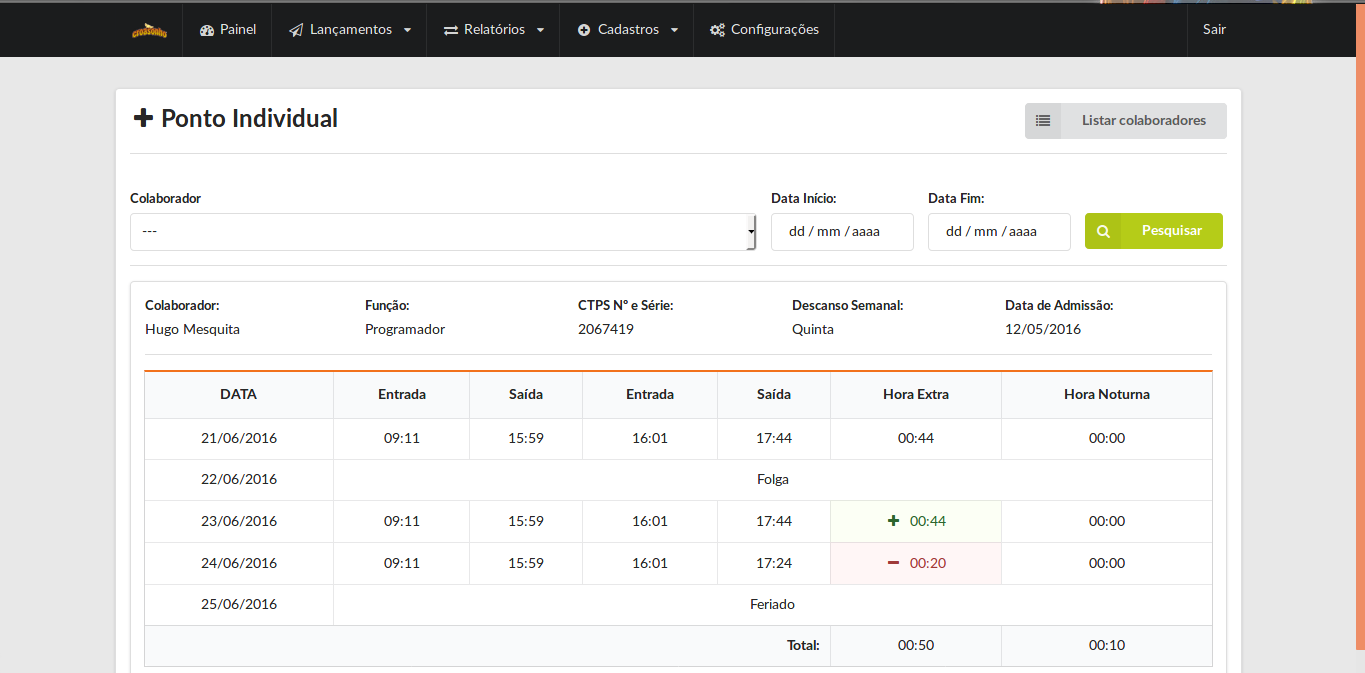 Crossonho Painel Lançamentos Relatórios Cadastros Configurações Sair
Ponto Individual Listar colaboradores
Colaborador Data Início: Data Fim:
--- dd / mm / aaaa dd / mm / aaaa Pesquisar
Colaborador: Função: CTPS Nº e Série: Descanso Semanal: Data de Admissão:
Hugo Mesquita Programador 2067419 Quinta 12/05/2016
DATA Entrada Saída Entrada Saída Hora Extra Hora Noturna
21/06/2016 09:11 15:59 16:01 17:44 00:44 00:00
22/06/2016 Folga
23/06/2016 09:11 15:59 16:01 17:44 + 00:44 00:00
24/06/2016 09:11 15:59 16:01 17:24 - 00:20 00:00
25/06/2016 Feriado
Total: 00:50 00:10